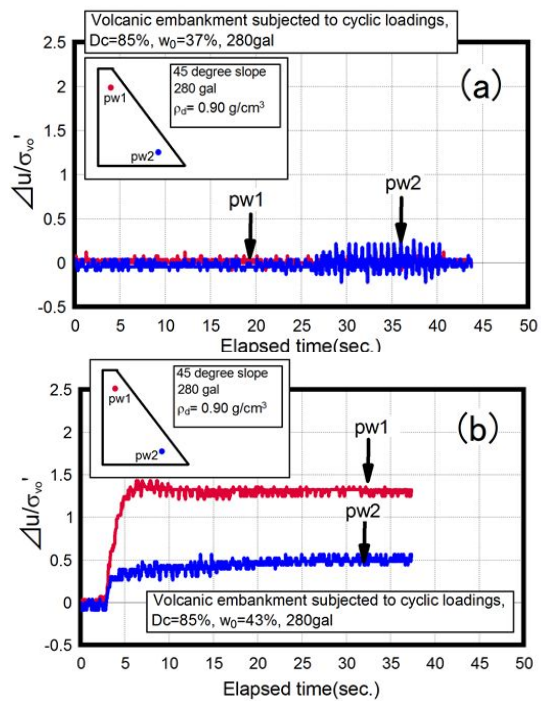 Volcanic embankment subjected to cyclic loadings,
Dc=85%, w₀=37%, 280gal
2.5
2
1.5
1
0.5
0
-0.5
Δu/σvo'
45 degree slope
280 gal
ρd= 0.90 g/cm³
pw1
pw2
(a)
pw1
pw2
0 5 10 15 20 25 30 35 40 45 50
Elapsed time(sec.)
2.5
2
1.5
1
0.5
0
-0.5
Δu/σvo'
45 degree slope
280 gal
ρd= 0.90 g/cm³
pw1
pw2
(b)
pw1
pw2
Volcanic embankment subjected to cyclic loadings,
Dc=85%, w₀=43%, 280gal
0 5 10 15 20 25 30 35 40 45 50
Elapsed time(sec.)